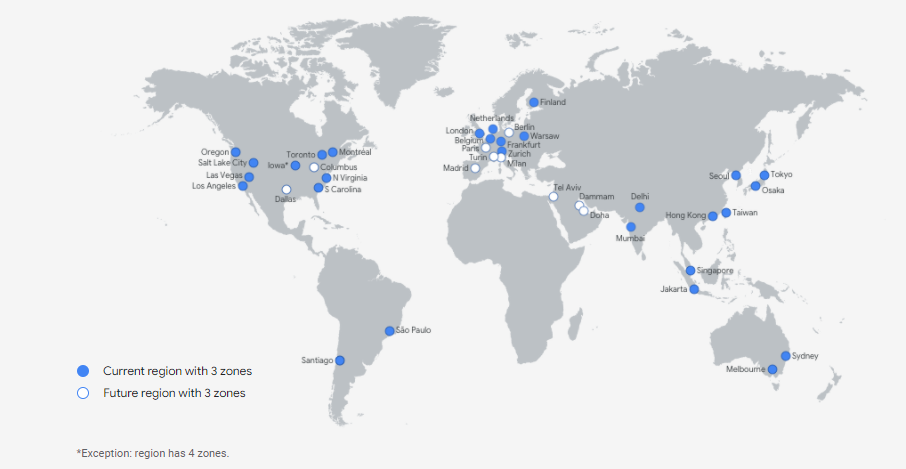 Finland
Netherlands
London
Berlin
Belgium
Warsaw
Paris
Frankfurt
Turin
Zurich
Milan
Madrid
Oregon
Toronto
Montréal
Salt Lake City
Iowa*
Columbus
Las Vegas
N Virginia
Los Angeles
S Carolina
Dallas
Tel Aviv
Dammam
Doha
Delhi
Mumbai
Seoul
Tokyo
Osaka
Hong Kong
Taiwan
Singapore
Jakarta
São Paulo
Santiago
Sydney
Melbourne
Current region with 3 zones
Future region with 3 zones
*Exception: region has 4 zones.